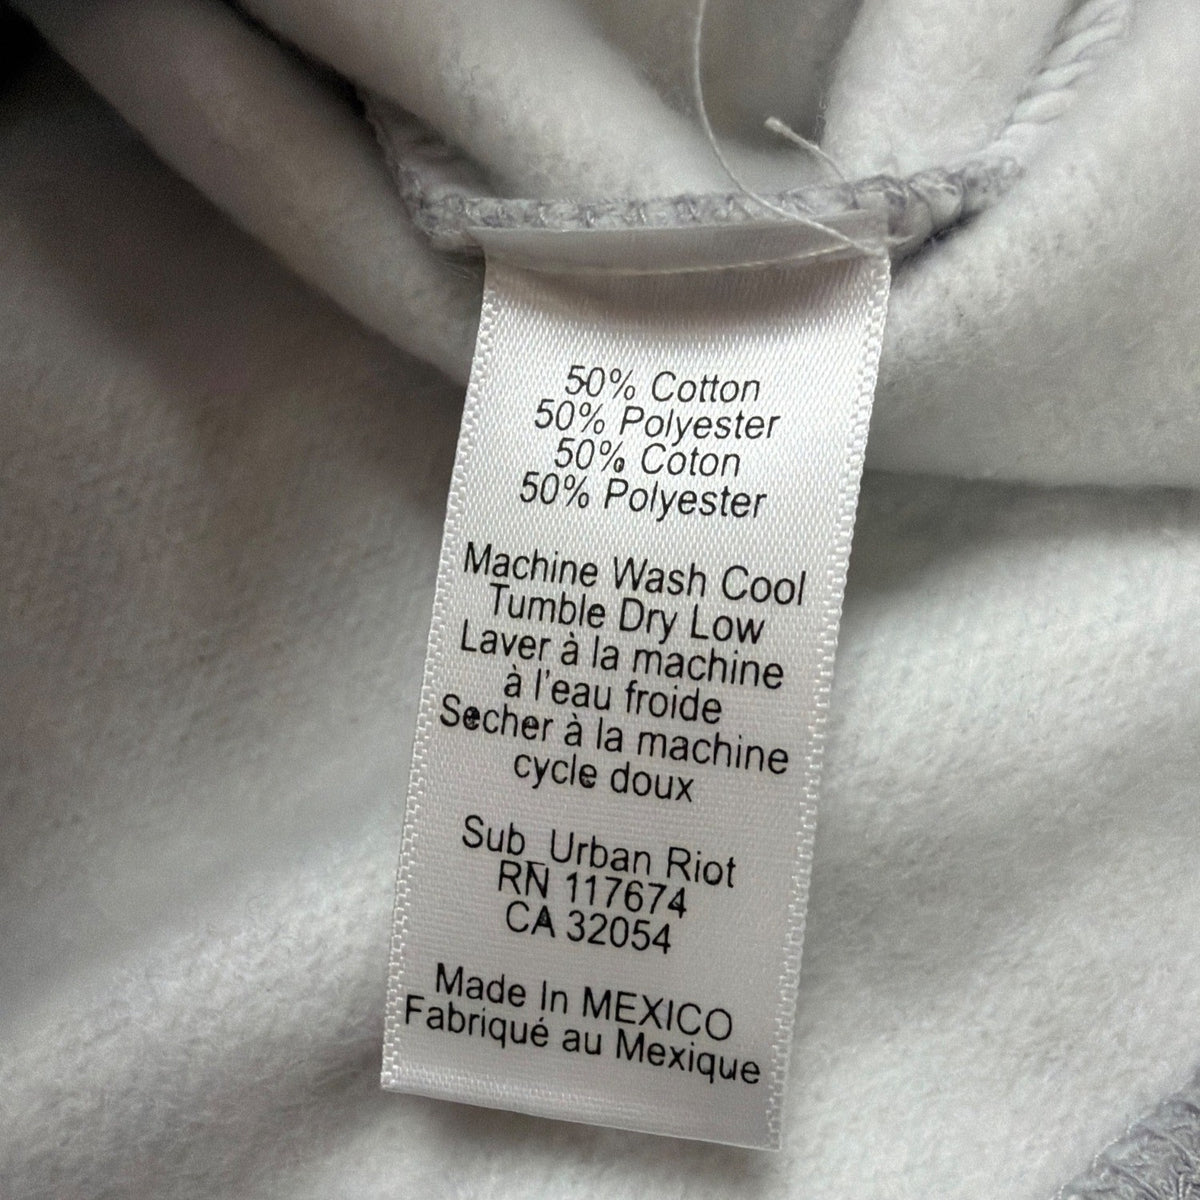 50% Cotton
50% Polyester
50% Coton
50% Polyester
Machine Wash Cool
Tumble Dry Low
Laver à la machine
à l'eau froide
Secher à la machine
cycle doux
Sub_Urban Riot
RN 117674
CA 32054
Made In MEXICO
Fabriqué au Mexique